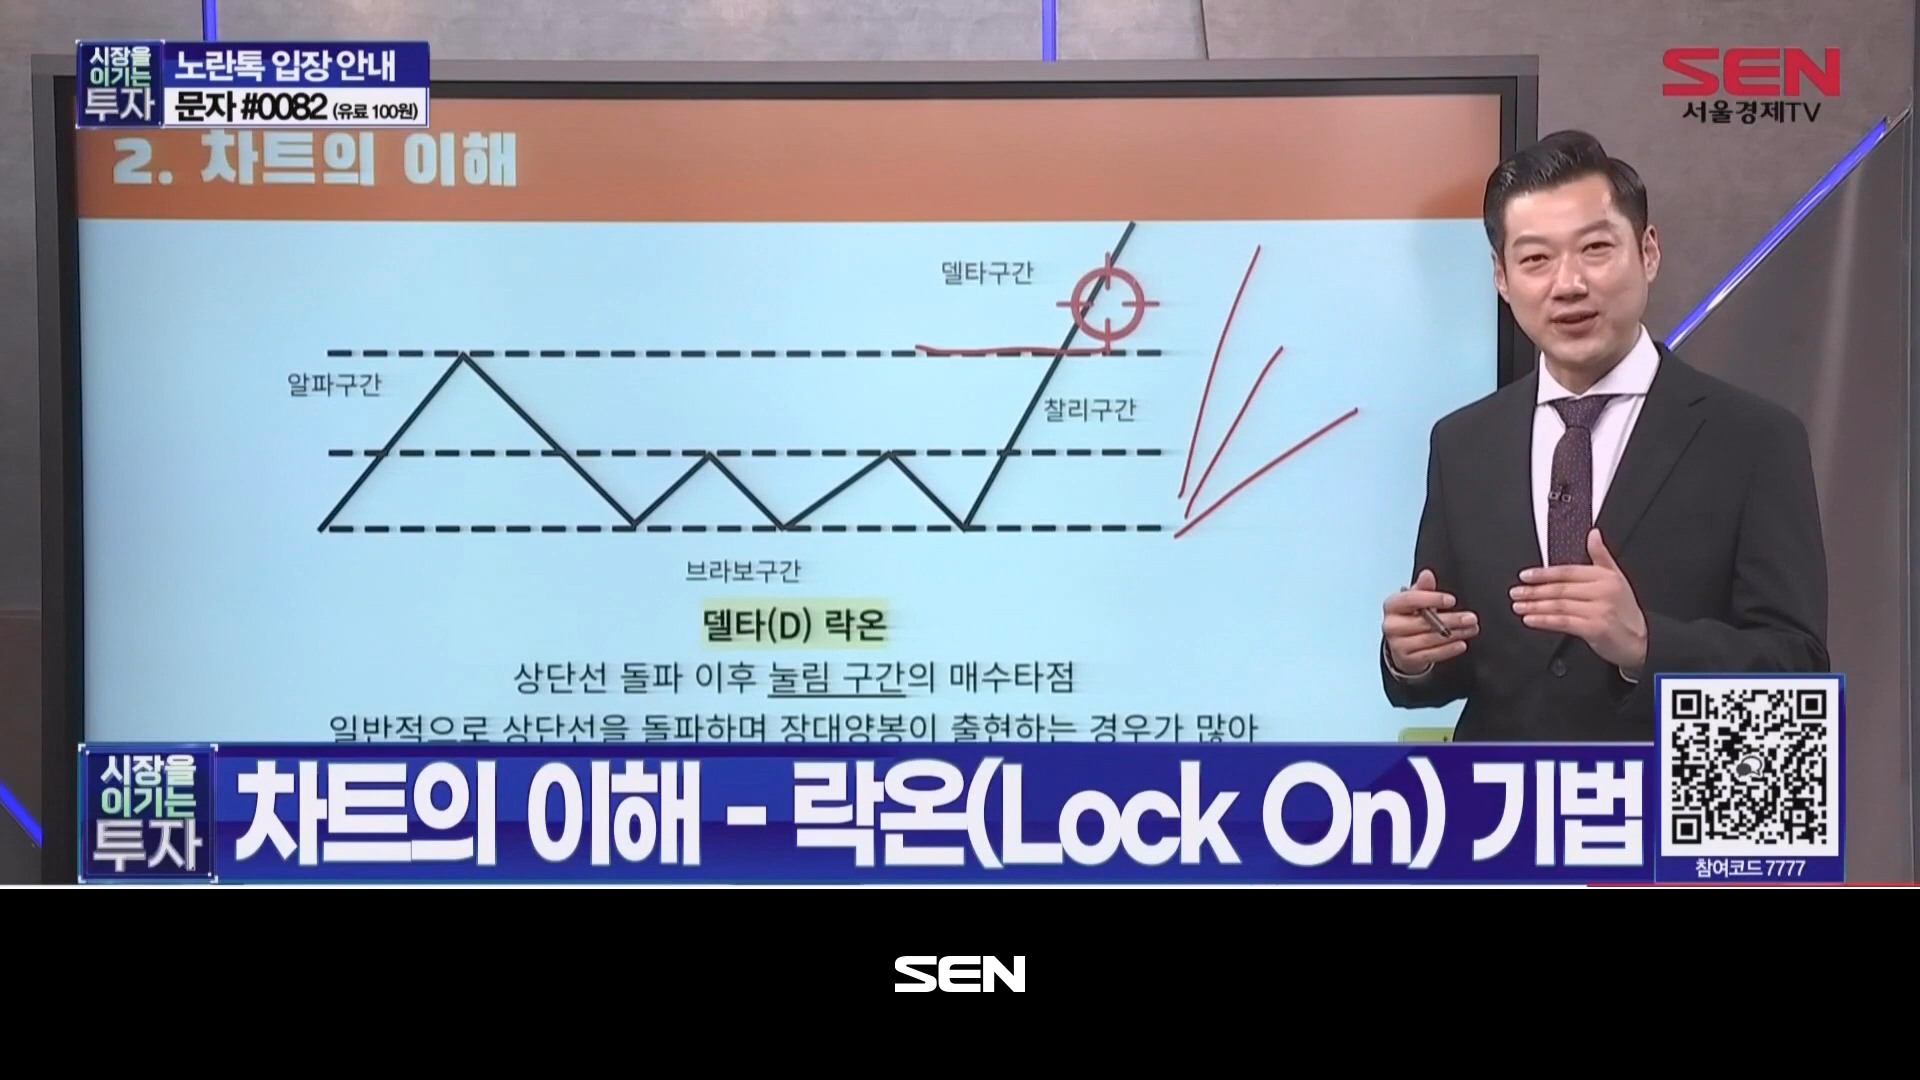 시장을
이기는
투자
노란톡 입장 안내
문자 #0082 (유료 100원)
SEN
서울경제TV
2. 차트의 이해
델타구간
알파구간
찰리구간
브라보구간
델타(D) 락온
상단선 돌파 이후 눌림 구간의 매수타점
일반적으로 상단선을 돌파하며 장대양봉이 출현하는 경우가 많아
시장을
이기는
투자
차트의 이해 - 락온(Lock On) 기법
참여코드 7777
SEN